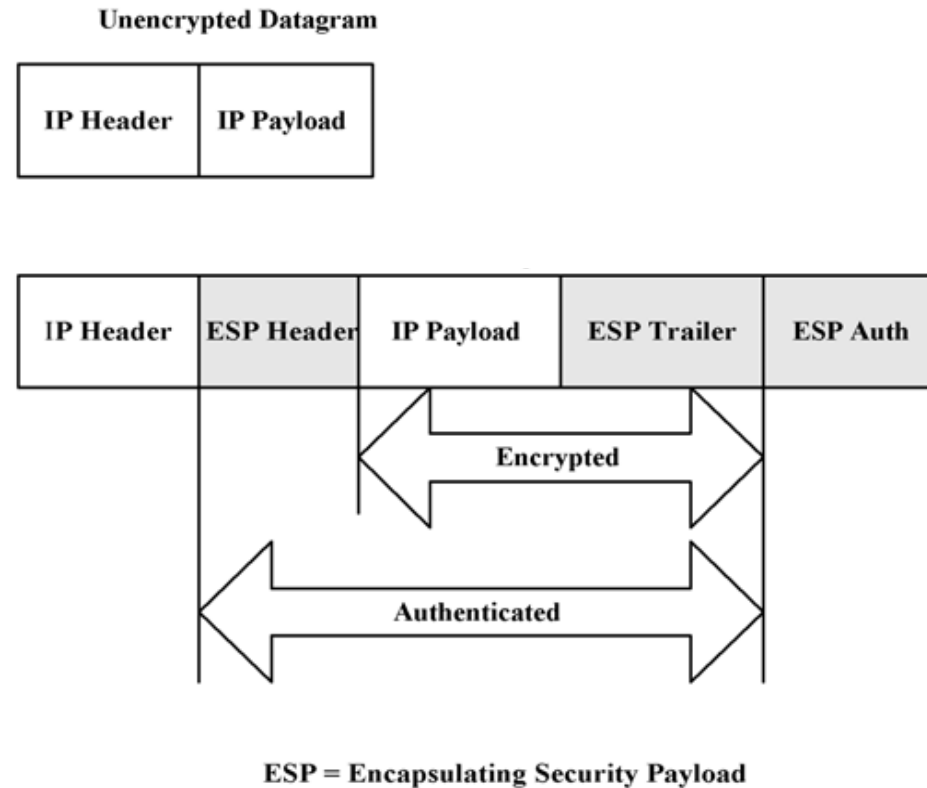 Unencrypted Datagram
IP Header IP Payload
IP Header ESP Header IP Payload ESP Trailer ESP Auth
Encrypted
Authenticated
ESP = Encapsulating Security Payload